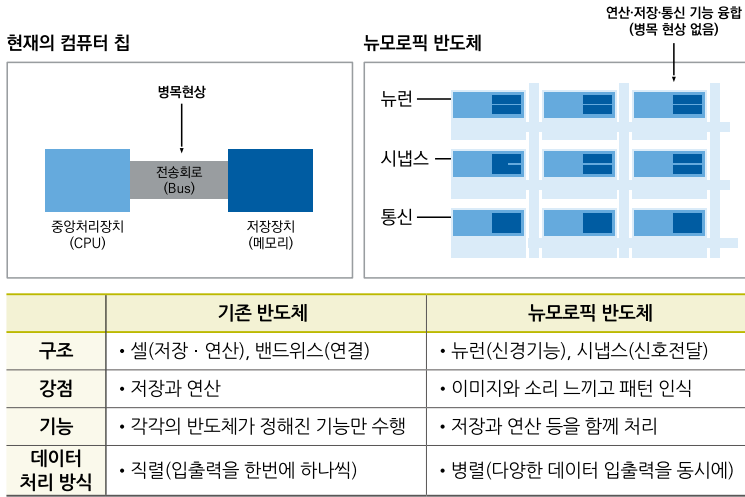 현재의 컴퓨터 칩
병목현상
전송회로
(Bus)
중앙처리장치
(CPU)
저장장치
(메모리)
뉴모로픽 반도체
연산·저장·통신 기능 융합
(병목 현상 없음)
뉴런
시냅스
통신
기존 반도체
뉴모로픽 반도체
구조
• 셀(저장 · 연산), 밴드위스(연결)
• 뉴런(신경기능), 시냅스(신호전달)
강점
• 저장과 연산
• 이미지와 소리 느끼고 패턴 인식
기능
• 각각의 반도체가 정해진 기능만 수행
• 저장과 연산 등을 함께 처리
데이터
처리 방식
• 직렬(입출력을 한번에 하나씩)
• 병렬(다양한 데이터 입출력을 동시에)